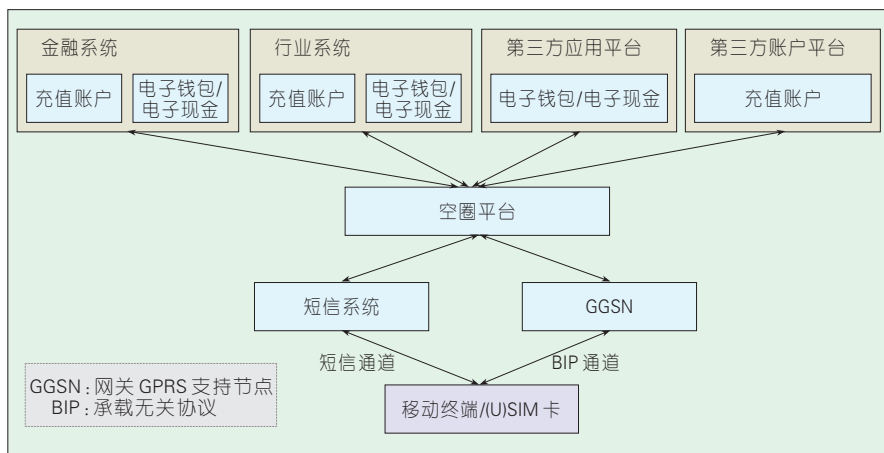 金融系统
行业系统
第三方应用平台
第三方账户平台
充值账户
电子钱包/
电子现金
充值账户
电子钱包/
电子现金
电子钱包/电子现金
充值账户
空圈平台
短信系统
GGSN
短信通道
BIP 通道
移动终端/(U)SIM 卡
GGSN：网关 GPRS 支持节点
BIP：承载无关协议